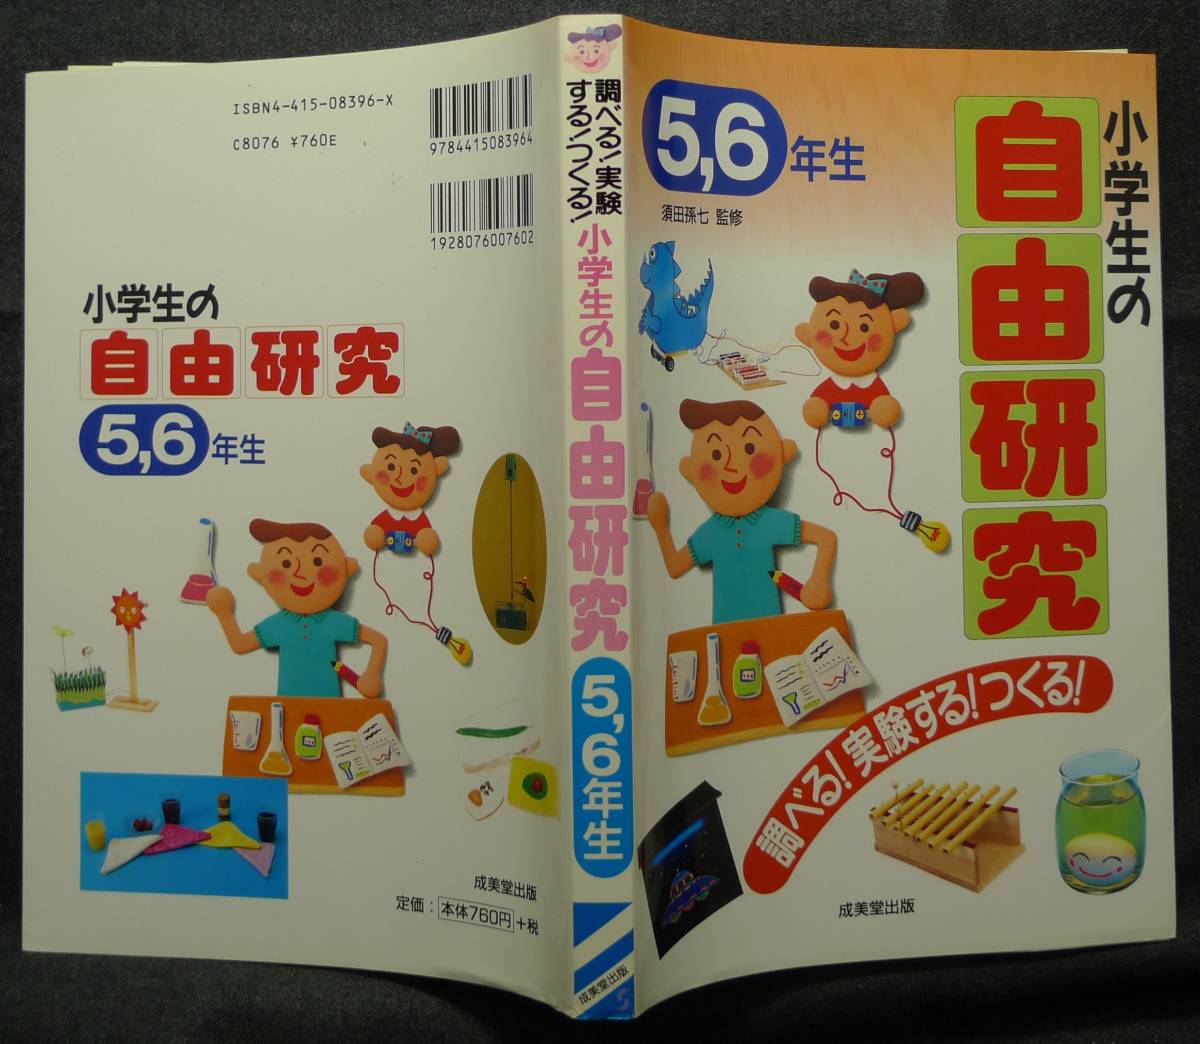 ISBN4-415-08396-X
C8076 ¥760E
9784415083964
1928076007602
小学生の
自由研究
5,6年生
成美堂出版
定価：本体760円+税
調べる!実験
する!つくる!
小学生の自由研究
5,6年生
成美堂出版
5,6年生
須田孫七 監修
小学生の
自由研究
調べる!実験する!つくる!
成美堂出版